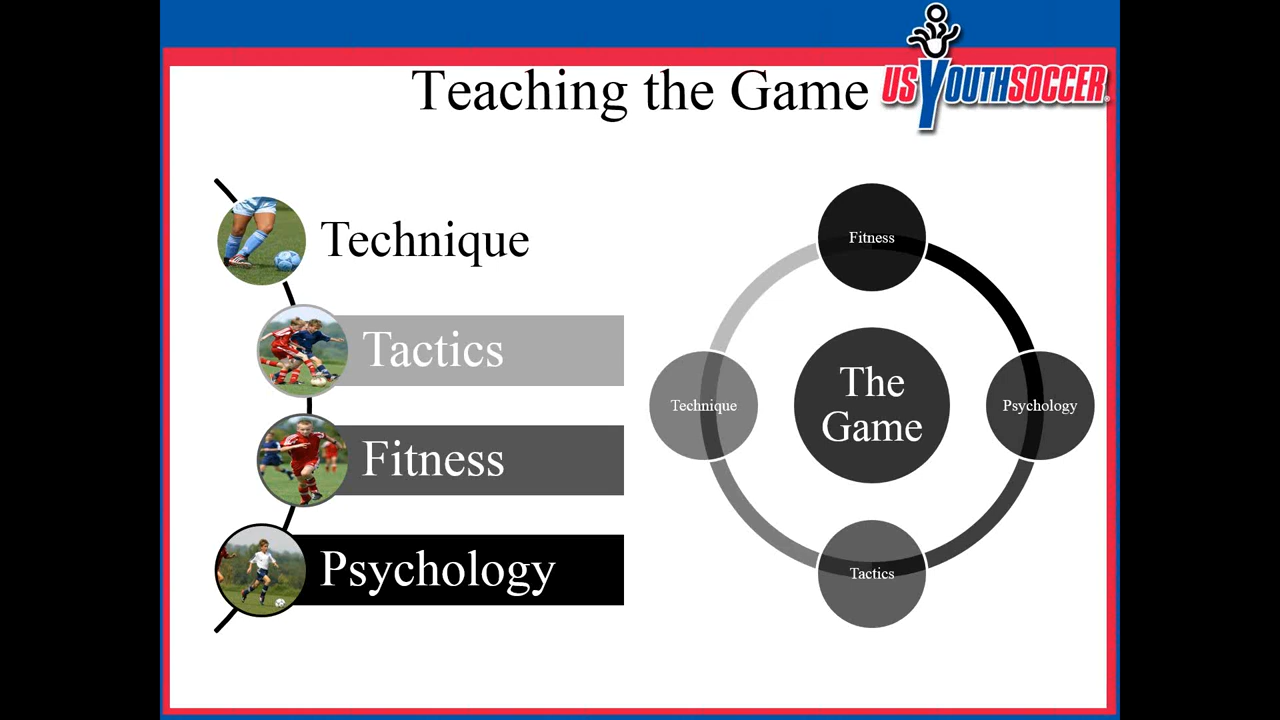 Teaching the Game
US YOUTH SOCCER®
Technique
Tactics
Fitness
Psychology
Fitness
Technique
The
Game
Psychology
Tactics